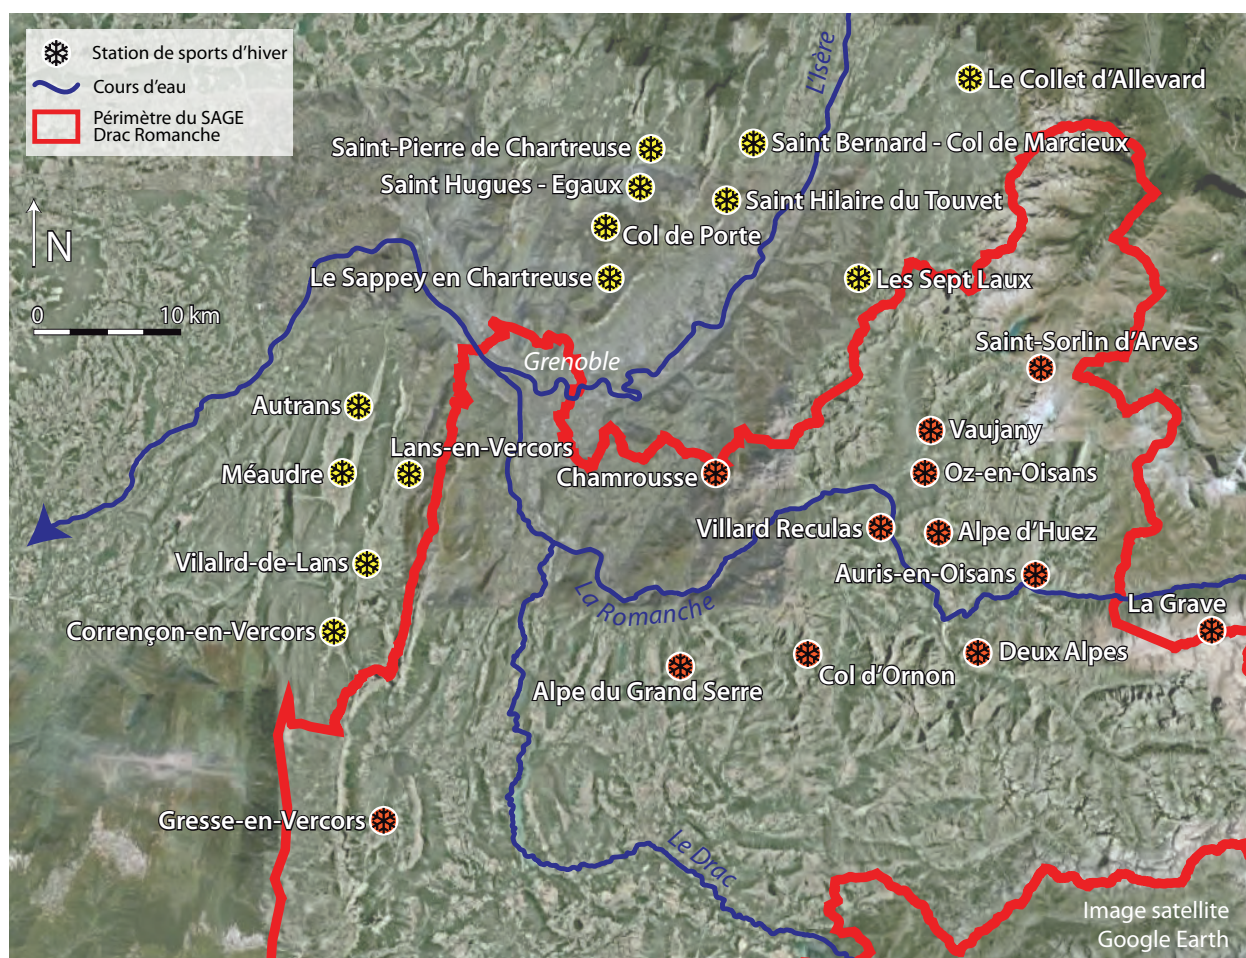 Station de sports d'hiver
Cours d'eau
Périmètre du SAGE
Drac Romanche
N
0 10 km
L'Isère
Le Collet d'Allevard
Saint-Pierre de Chartreuse
Saint Bernard - Col de Marcieux
Saint Hugues - Egaux
Saint Hilaire du Touvet
Col de Porte
Le Sappey en Chartreuse
Les Sept Laux
Grenoble
Saint-Sorlin d'Arves
Autrans
Vaujany
Lans-en-Vercors
Méaudre
Chamrousse
Oz-en-Oisans
Villard Reculas
Alpe d'Huez
Vilalrd-de-Lans
Auris-en-Oisans
La Romanche
La Grave
Corrençon-en-Vercors
Deux Alpes
Col d'Ornon
Alpe du Grand Serre
Gresse-en-Vercors
Le Drac
Image satellite
Google Earth